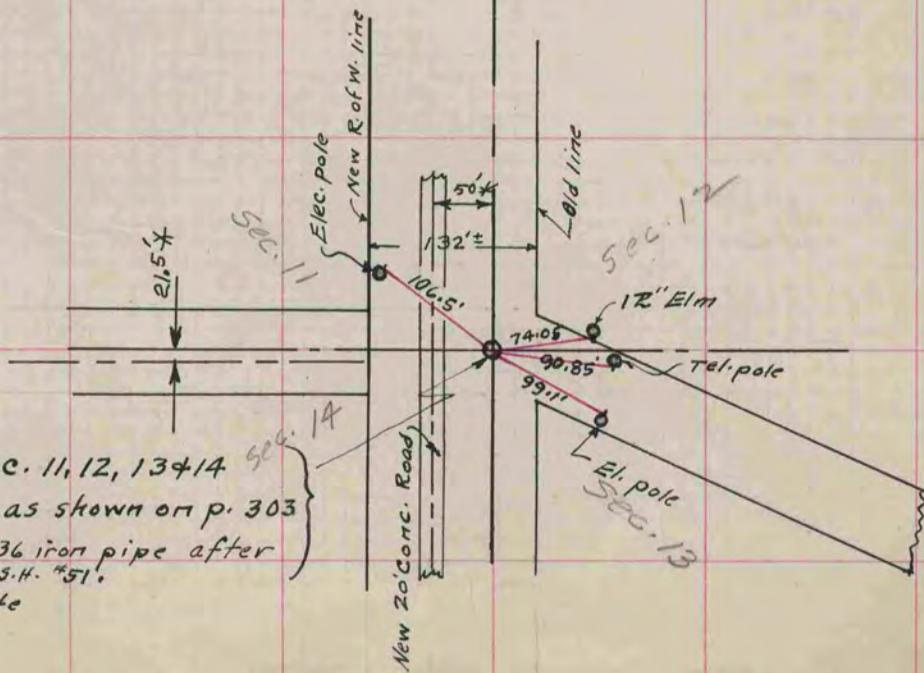 New R. of W. line
Elec. pole
50'
Old line
Sec. 12
132'±
Sec. 11
21.5'
106.5'
12" Elm
74.05
90.85'
Tel. pole
99.1'
Sec. 14
c. 11, 12, 13 & 14
as shown on p. 303
El. pole
36 iron pipe after
S.H. #51.
Sec. 13
New 20' Conc. Road